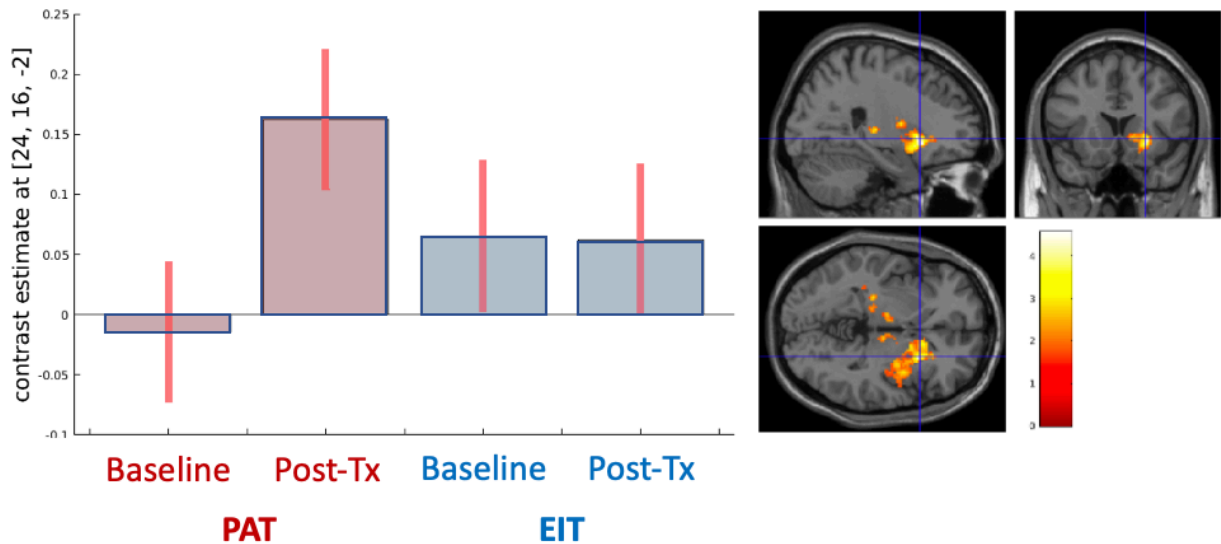 contrast estimate at [24, 16, -2]
0.25
0.2
0.15
0.1
0.05
0
-0.05
-0.1
Baseline
Post-Tx
Baseline
Post-Tx
PAT
EIT
4
3
2
1
0